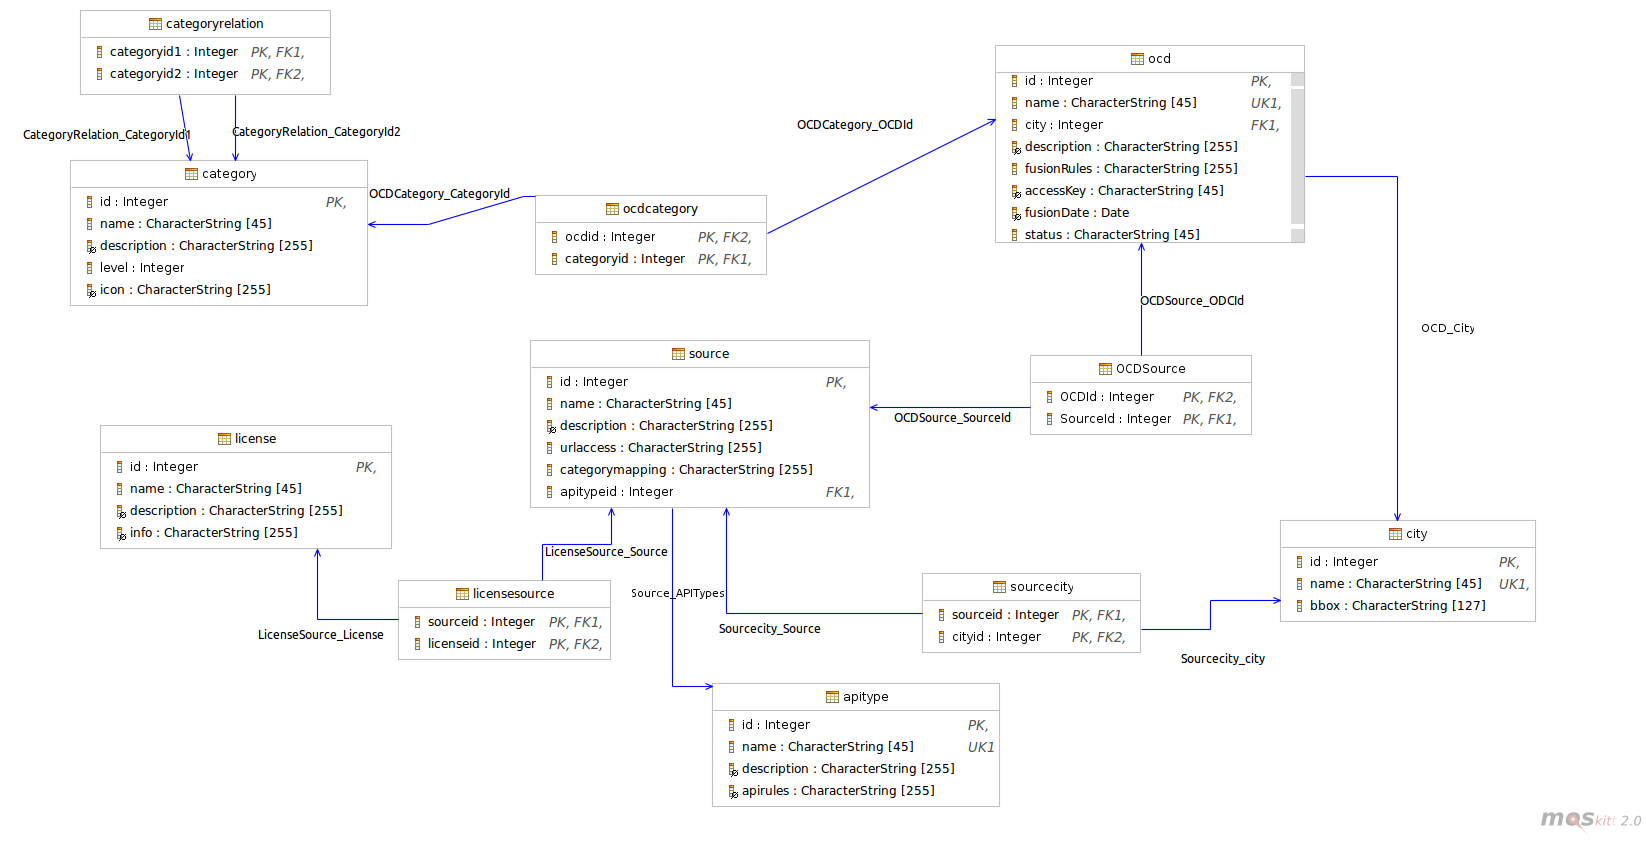 categoryrelation
categoryid1 : Integer PK, FK1,
categoryid2 : Integer PK, FK2,
CategoryRelation_CategoryId1
CategoryRelation_CategoryId2
category
id : Integer PK,
name : CharacterString [45]
description : CharacterString [255]
level : Integer
icon : CharacterString [255]
OCDCategory_CategoryId
ocdcategory
ocdid : Integer PK, FK2,
categoryid : Integer PK, FK1,
OCDCategory_OCDId
ocd
id : Integer PK,
name : CharacterString [45] UK1,
city : Integer FK1,
description : CharacterString [255]
fusionRules : CharacterString [255]
accessKey : CharacterString [45]
fusionDate : Date
status : CharacterString [45]
OCDSource_ODCId
OCD_City
source
id : Integer PK,
name : CharacterString [45]
description : CharacterString [255]
urlaccess : CharacterString [255]
categorymapping : CharacterString [255]
apitypeid : Integer FK1,
OCDSource_SourceId
OCDSource
OCDId : Integer PK, FK2,
SourceId : Integer PK, FK1,
license
id : Integer PK,
name : CharacterString [45]
description : CharacterString [255]
info : CharacterString [255]
LicenseSource_Source
Source_APITypes
LicenseSource_License
licensesource
sourceid : Integer PK, FK1,
licenseid : Integer PK, FK2,
Sourcecity_Source
sourcecity
sourceid : Integer PK, FK1,
cityid : Integer PK, FK2,
Sourcecity_city
city
id : Integer PK,
name : CharacterString [45] UK1,
bbox : CharacterString [127]
apitype
id : Integer PK,
name : CharacterString [45] UK1
description : CharacterString [255]
apirules : CharacterString [255]
moskitt 2.0